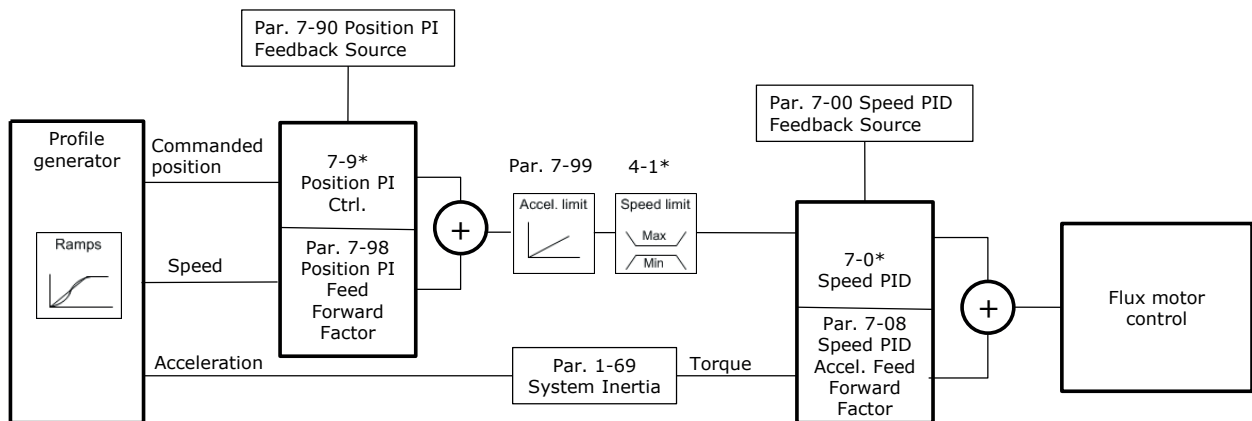 Par. 7-90 Position PI
Feedback Source
Par. 7-00 Speed PID
Feedback Source
Profile
generator
Ramps
Commanded
position
Speed
Acceleration
7-9*
Position PI
Ctrl.
Par. 7-98
Position PI
Feed
Forward
Factor
+
Par. 7-99
Accel. limit
4-1*
Speed limit
Max
Min
Par. 1-69
System Inertia
Torque
7-0*
Speed PID
Par. 7-08
Speed PID
Accel. Feed
Forward
Factor
+
Flux motor
control